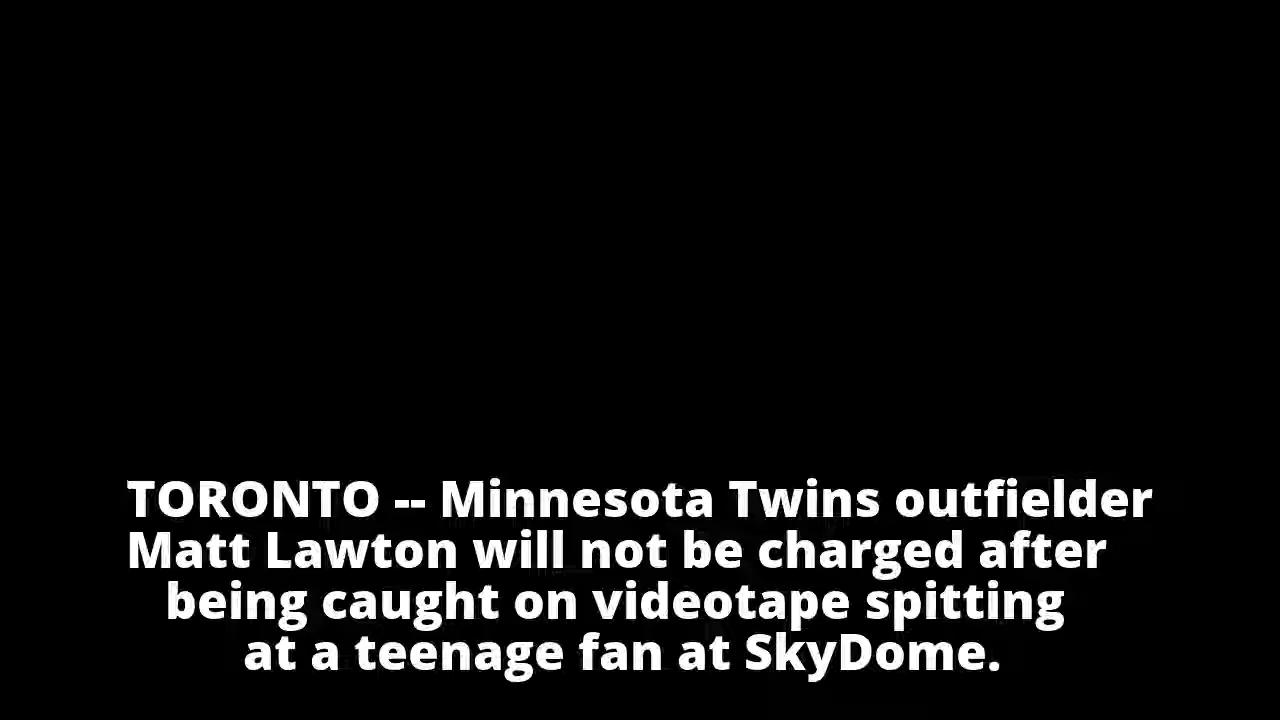 TORONTO -- Minnesota Twins outfielder
Matt Lawton will not be charged after
being caught on videotape spitting
at a teenage fan at SkyDome.